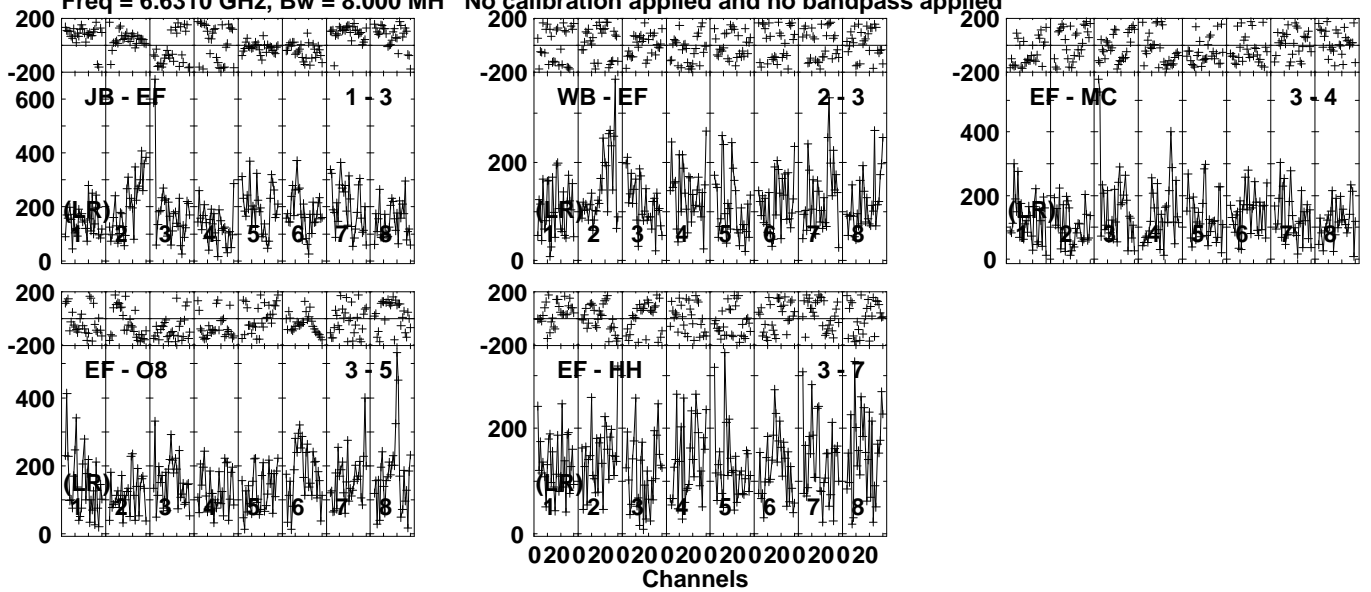 Freq = 6.6310 GHz, Bw = 8.000 MH No calibration applied and no bandpass applied
200
-200
600
400
200
0
JB - EF 1 - 3
(LR)
1 2 3 4 5 6 7 8
200
-200
200
0
WB - EF 2 - 3
(LR)
1 2 3 4 5 6 7 8
200
-200
400
200
0
EF - MC 3 - 4
(LR)
1 2 3 4 5 6 7 8
200
-200
400
200
0
EF - O8 3 - 5
(LR)
1 2 3 4 5 6 7 8
200
-200
200
0
EF - HH 3 - 7
(LR)
1 2 3 4 5 6 7 8
0 20 0 20 0 20 0 20 0 20 0 20 0 20 0 20
Channels